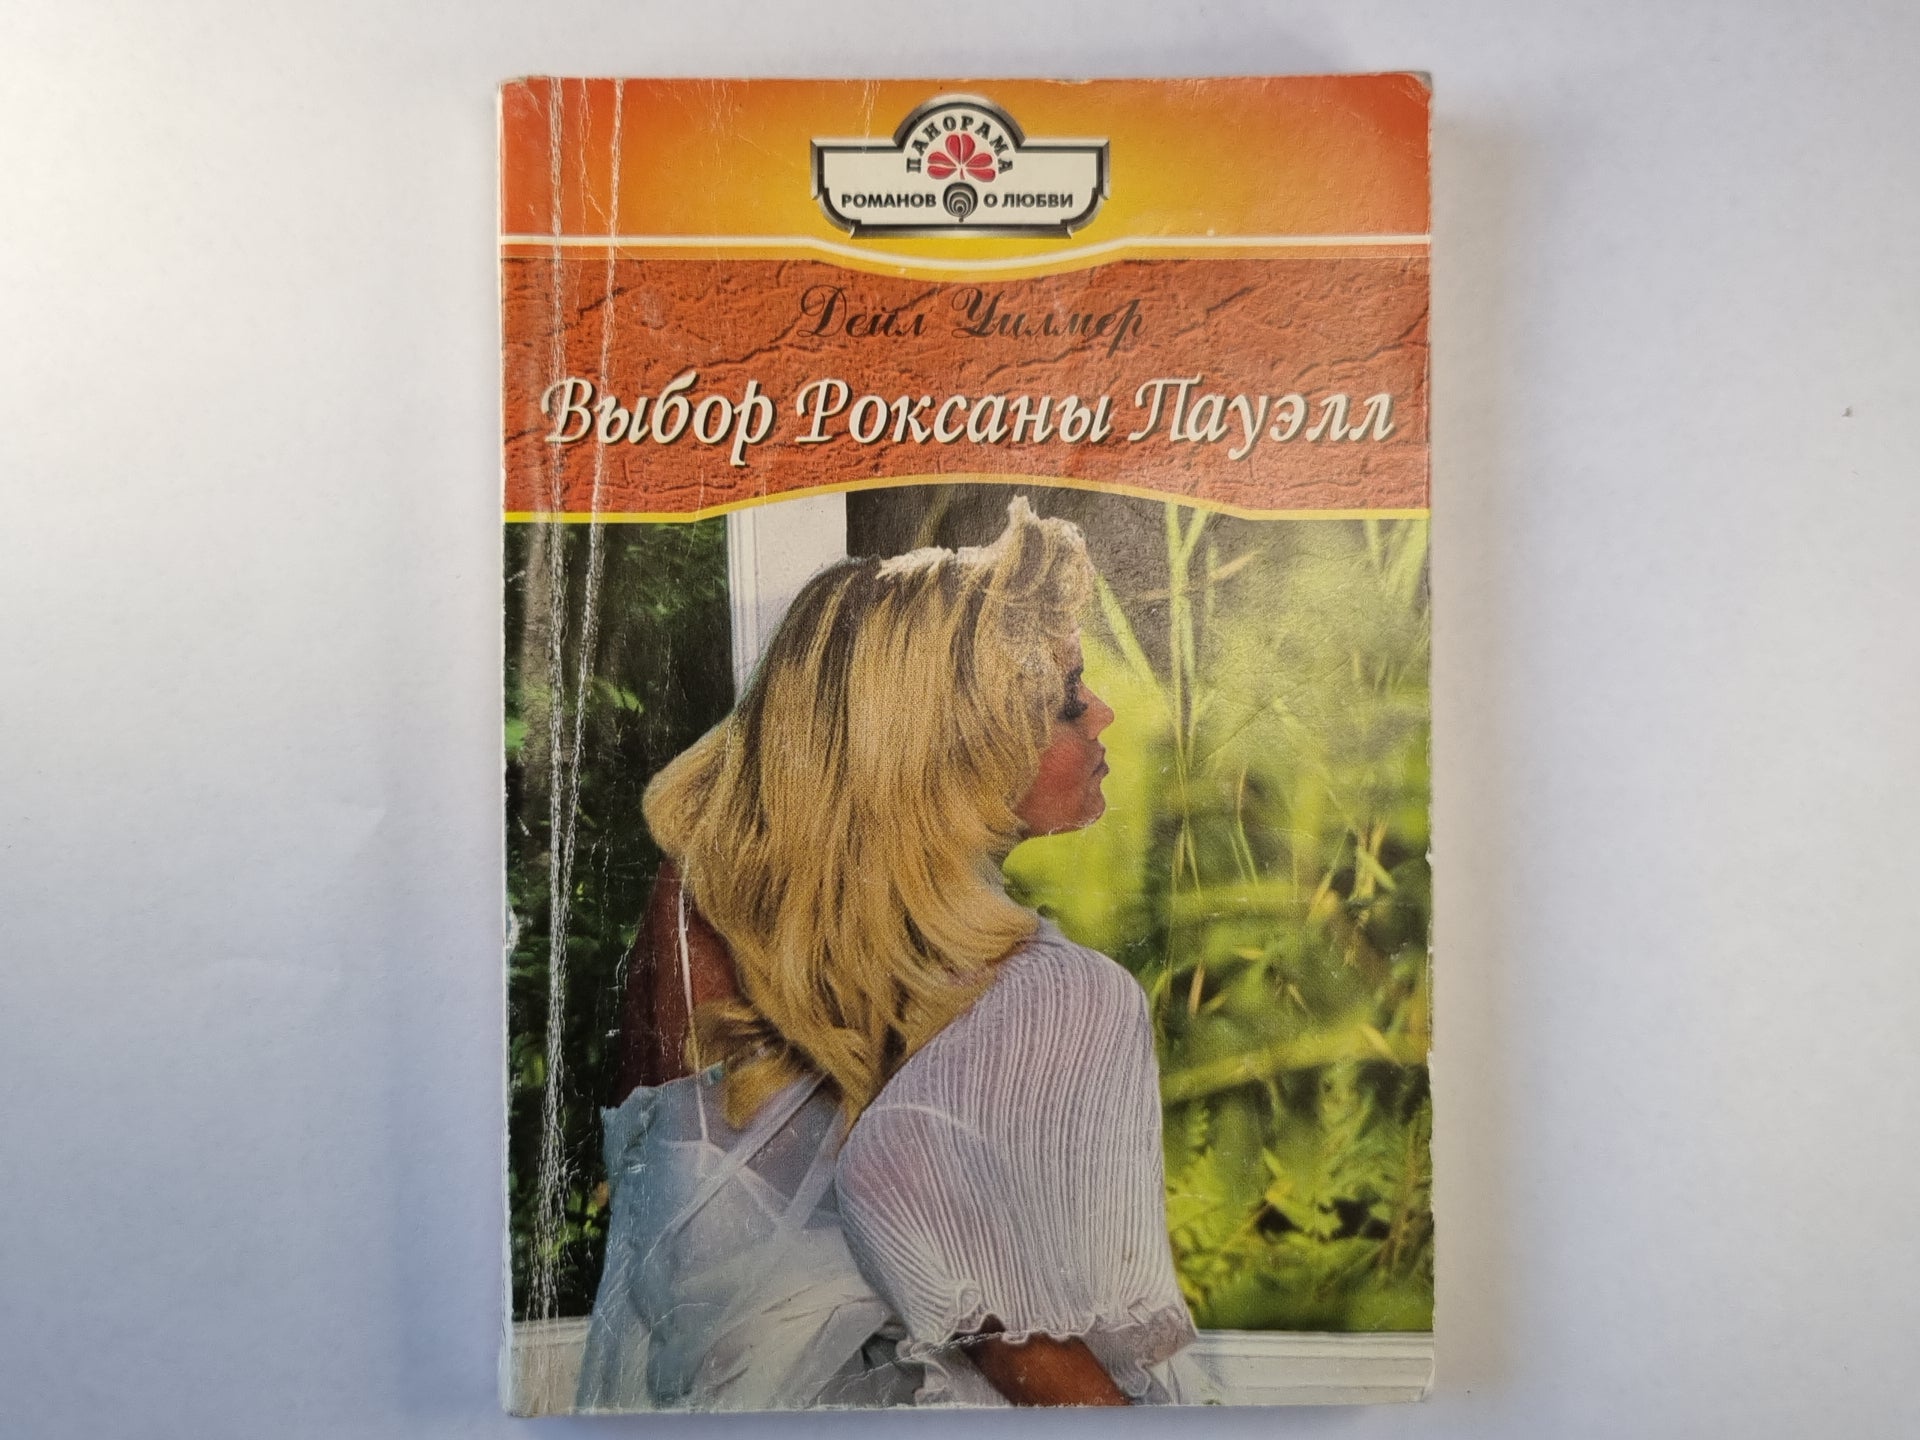 ПАНОРАМА
РОМАНОВ О ЛЮБВИ
Дейл Уилмер
Выбор Роксаны Пауэлл